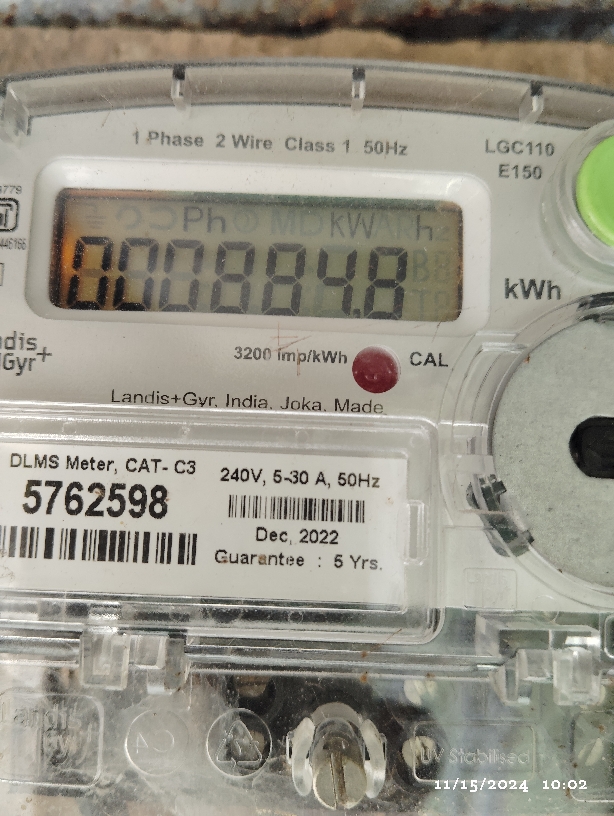 1 Phase 2 Wire Class 1 50Hz
LGC110
E150
000884.8
kWh
3200 imp/kWh
CAL
Landis+Gyr, India, Joka, Made
DLMS Meter, CAT- C3
5762598
240V, 5-30 A, 50Hz
Dec, 2022
Guarantee : 5 Yrs.
UV Stabilised
11/15/2024 10:02